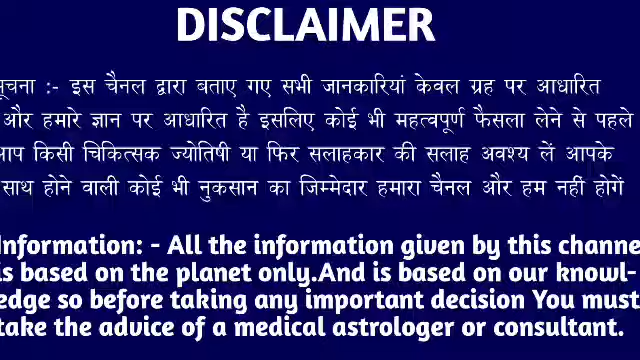 DISCLAIMER
सूचना :- इस चैनल द्वारा बताए गए सभी जानकारियां केवल ग्रह पर आधारित
और हमारे ज्ञान पर आधारित है इसलिए कोई भी महत्वपूर्ण फैसला लेने से पहले
आप किसी चिकित्सक ज्योतिषी या फिर सलाहकार की सलाह अवश्य लें आपके
साथ होने वाली कोई भी नुकसान का जिम्मेदार हमारा चैनल और हम नहीं होगें
Information: - All the information given by this channe
is based on the planet only.And is based on our knowl-
edge so before taking any important decision You must
take the advice of a medical astrologer or consultant.